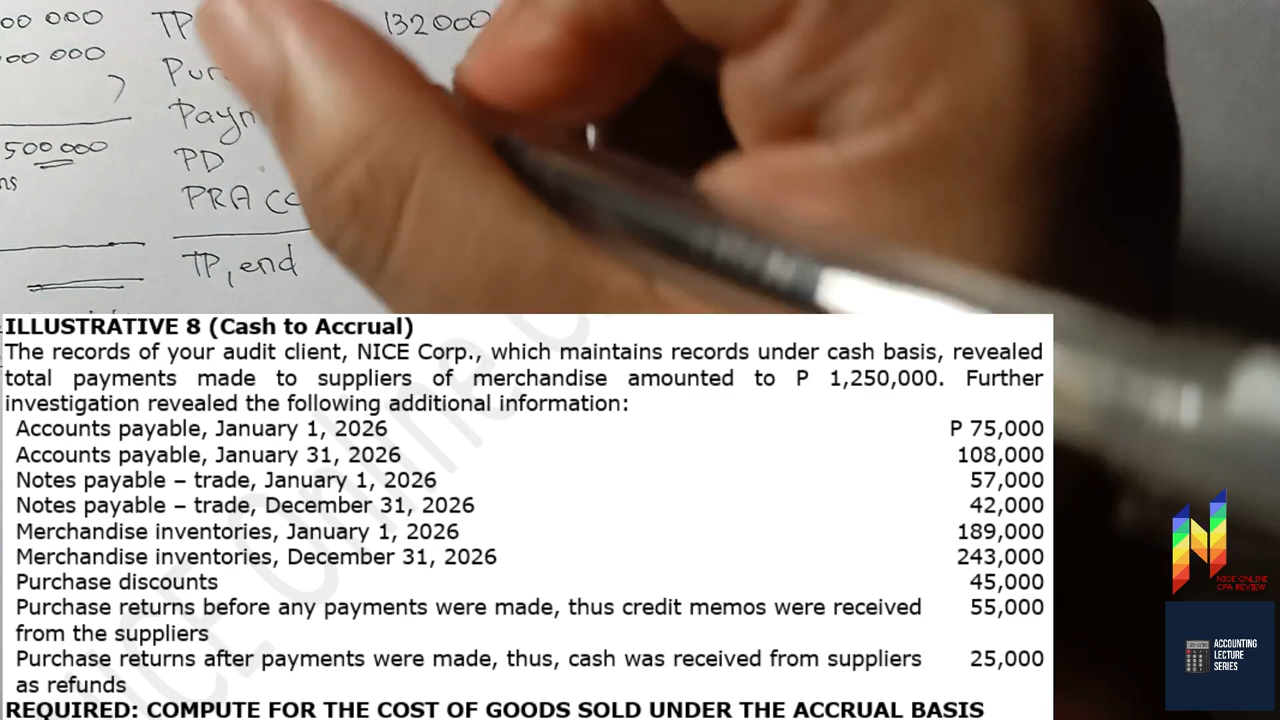 00 000 TP 132000
00 000
Pur
)
Paym
500 000
PD
ns
PRA CC
TP, end
ILLUSTRATIVE 8 (Cash to Accrual)
The records of your audit client, NICE Corp., which maintains records under cash basis, revealed
total payments made to suppliers of merchandise amounted to P 1,250,000. Further
investigation revealed the following additional information:
Accounts payable, January 1, 2026 P 75,000
Accounts payable, January 31, 2026 108,000
Notes payable – trade, January 1, 2026 57,000
Notes payable – trade, December 31, 2026 42,000
Merchandise inventories, January 1, 2026 189,000
Merchandise inventories, December 31, 2026 243,000
Purchase discounts 45,000
Purchase returns before any payments were made, thus credit memos were received 55,000
from the suppliers
Purchase returns after payments were made, thus, cash was received from suppliers 25,000
as refunds
REQUIRED: COMPUTE FOR THE COST OF GOODS SOLD UNDER THE ACCRUAL BASIS
NICE ONLINE
CPA REVIEW
ACCOUNTING
LECTURE
SERIES